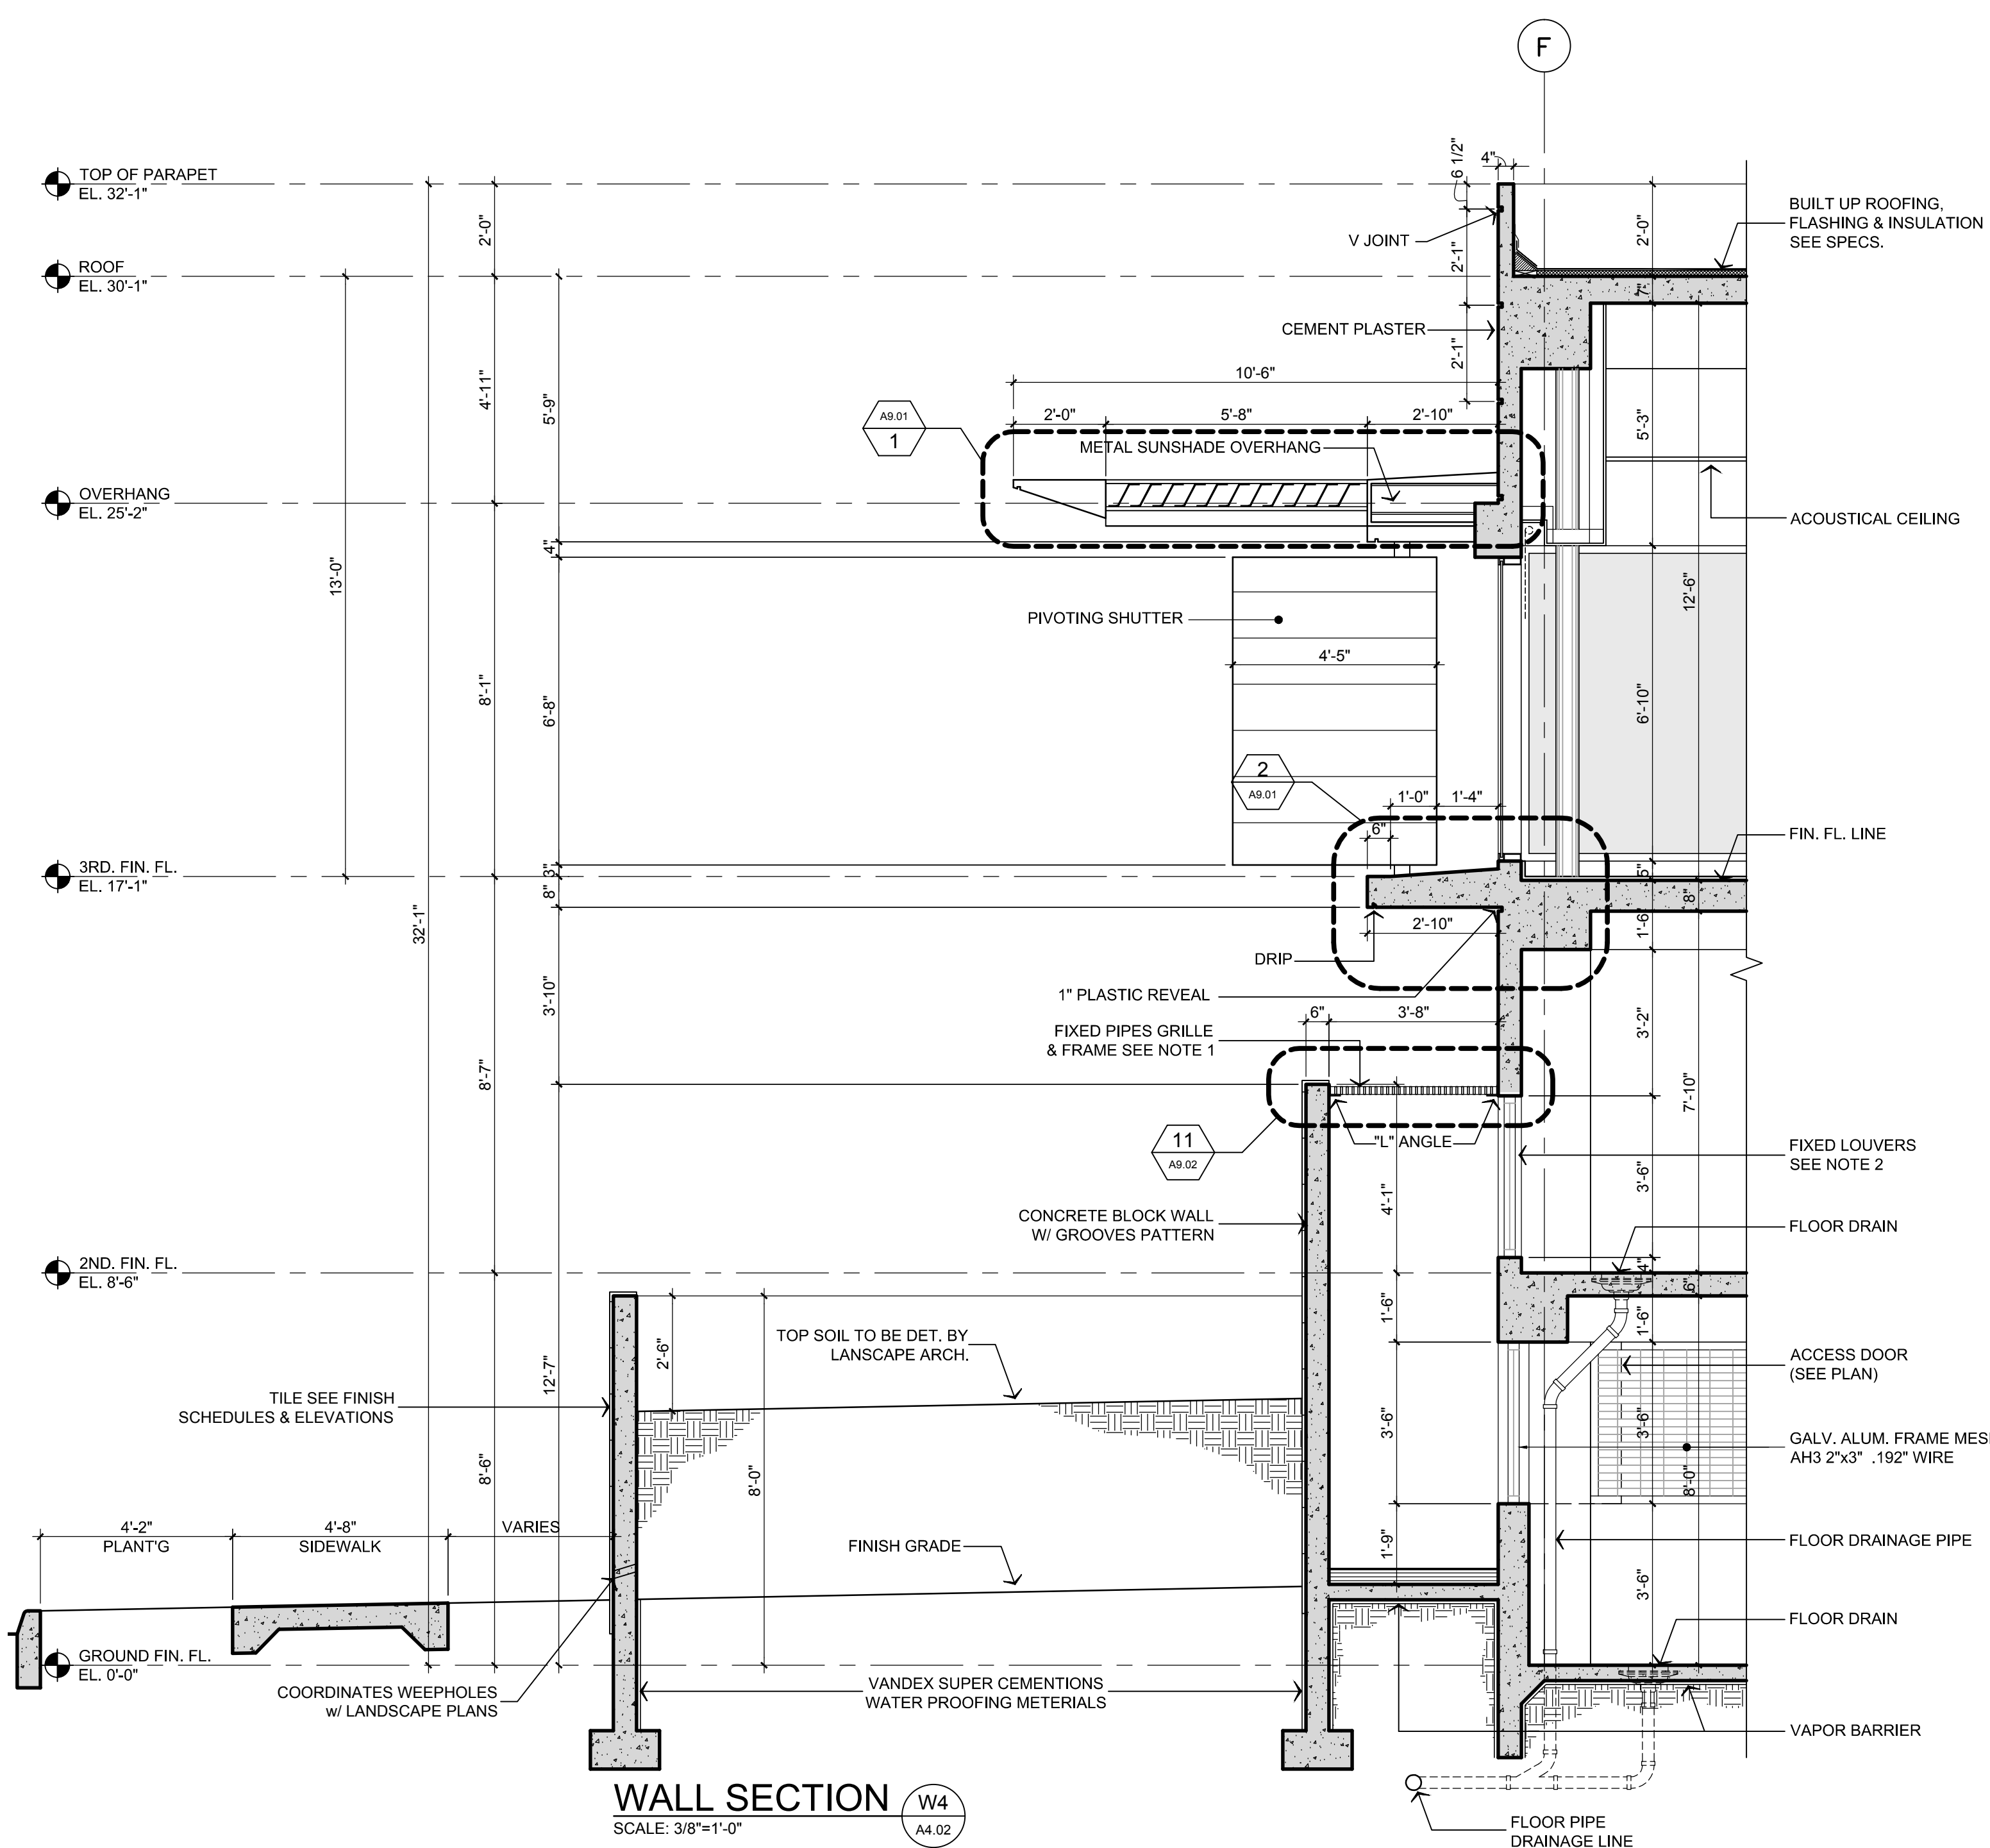 F
TOP OF PARAPET
EL. 32'-1"
ROOF
EL. 30'-1"
OVERHANG
EL. 25'-2"
3RD. FIN. FL.
EL. 17'-1"
2ND. FIN. FL.
EL. 8'-6"
GROUND FIN. FL.
EL. 0'-0"
13'-0"
32'-1"
2'-0"
4'-11"
8'-1"
8'-7"
8'-6"
5'-9"
4"
6'-8"
3"
8"
3'-10"
12'-7"
6 1/2"
4"
2'-1"
2'-1"
V JOINT
CEMENT PLASTER
10'-6"
2'-0"
5'-8"
2'-10"
A9.01
1
METAL SUNSHADE OVERHANG
PIVOTING SHUTTER
4'-5"
2
A9.01
1'-0"
1'-4"
6"
2'-10"
DRIP
1" PLASTIC REVEAL
6"
3'-8"
FIXED PIPES GRILLE
& FRAME SEE NOTE 1
11
A9.02
"L" ANGLE
CONCRETE BLOCK WALL
W/ GROOVES PATTERN
4'-1"
1'-6"
3'-6"
1'-9"
2'-6"
8'-0"
TOP SOIL TO BE DET. BY
LANSCAPE ARCH.
TILE SEE FINISH
SCHEDULES & ELEVATIONS
4'-2"
PLANT'G
4'-8"
SIDEWALK
VARIES
FINISH GRADE
COORDINATES WEEPHOLES
w/ LANDSCAPE PLANS
VANDEX SUPER CEMENTIONS
WATER PROOFING METERIALS
2'-0"
7"
5'-3"
12'-6"
6'-10"
5"
8"
1'-6"
3'-2"
7'-10"
3'-6"
4"
6"
1'-6"
3'-6"
8'-0"
3'-6"
BUILT UP ROOFING,
FLASHING & INSULATION
SEE SPECS.
ACOUSTICAL CEILING
FIN. FL. LINE
FIXED LOUVERS
SEE NOTE 2
FLOOR DRAIN
ACCESS DOOR
(SEE PLAN)
GALV. ALUM. FRAME MES
AH3 2"x3" .192" WIRE
FLOOR DRAINAGE PIPE
FLOOR DRAIN
VAPOR BARRIER
FLOOR PIPE
DRAINAGE LINE
WALL SECTION
SCALE: 3/8"=1'-0"
W4
A4.02